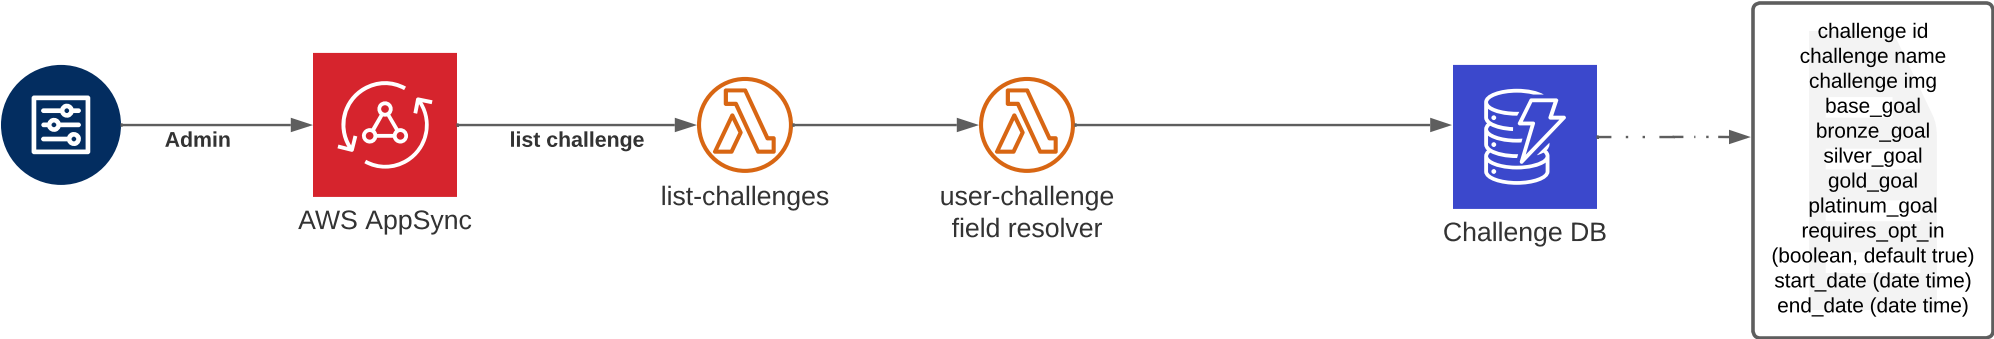 Admin
AWS AppSync
list challenge
list-challenges
user-challenge
field resolver
Challenge DB
challenge id
challenge name
challenge img
base_goal
bronze_goal
silver_goal
gold_goal
platinum_goal
requires_opt_in
(boolean, default true)
start_date (date time)
end_date (date time)